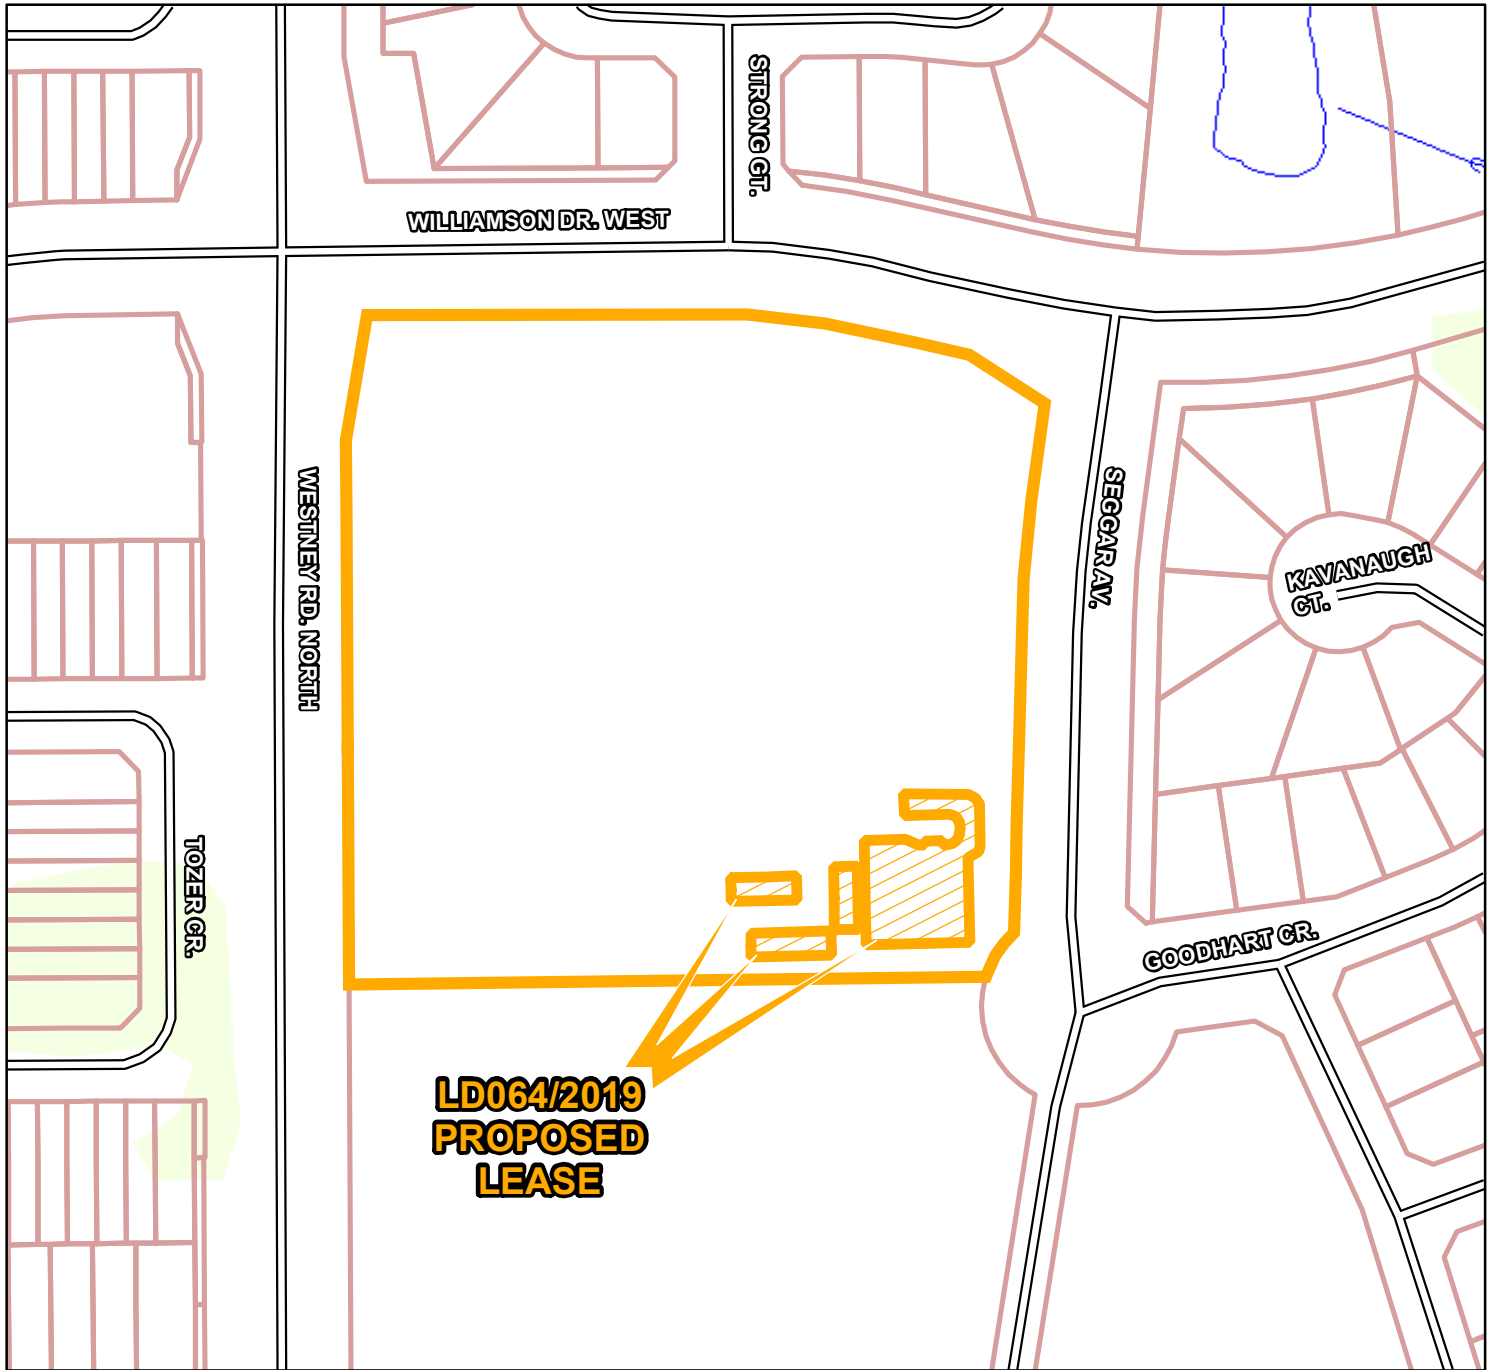 STRONG CT.
WILLIAMSON DR. WEST
WESTNEY RD. NORTH
SEGGAR AV.
KAVANAUGH
CT.
TOZER CR.
GOODHART CR.
LD064/2019
PROPOSED
LEASE